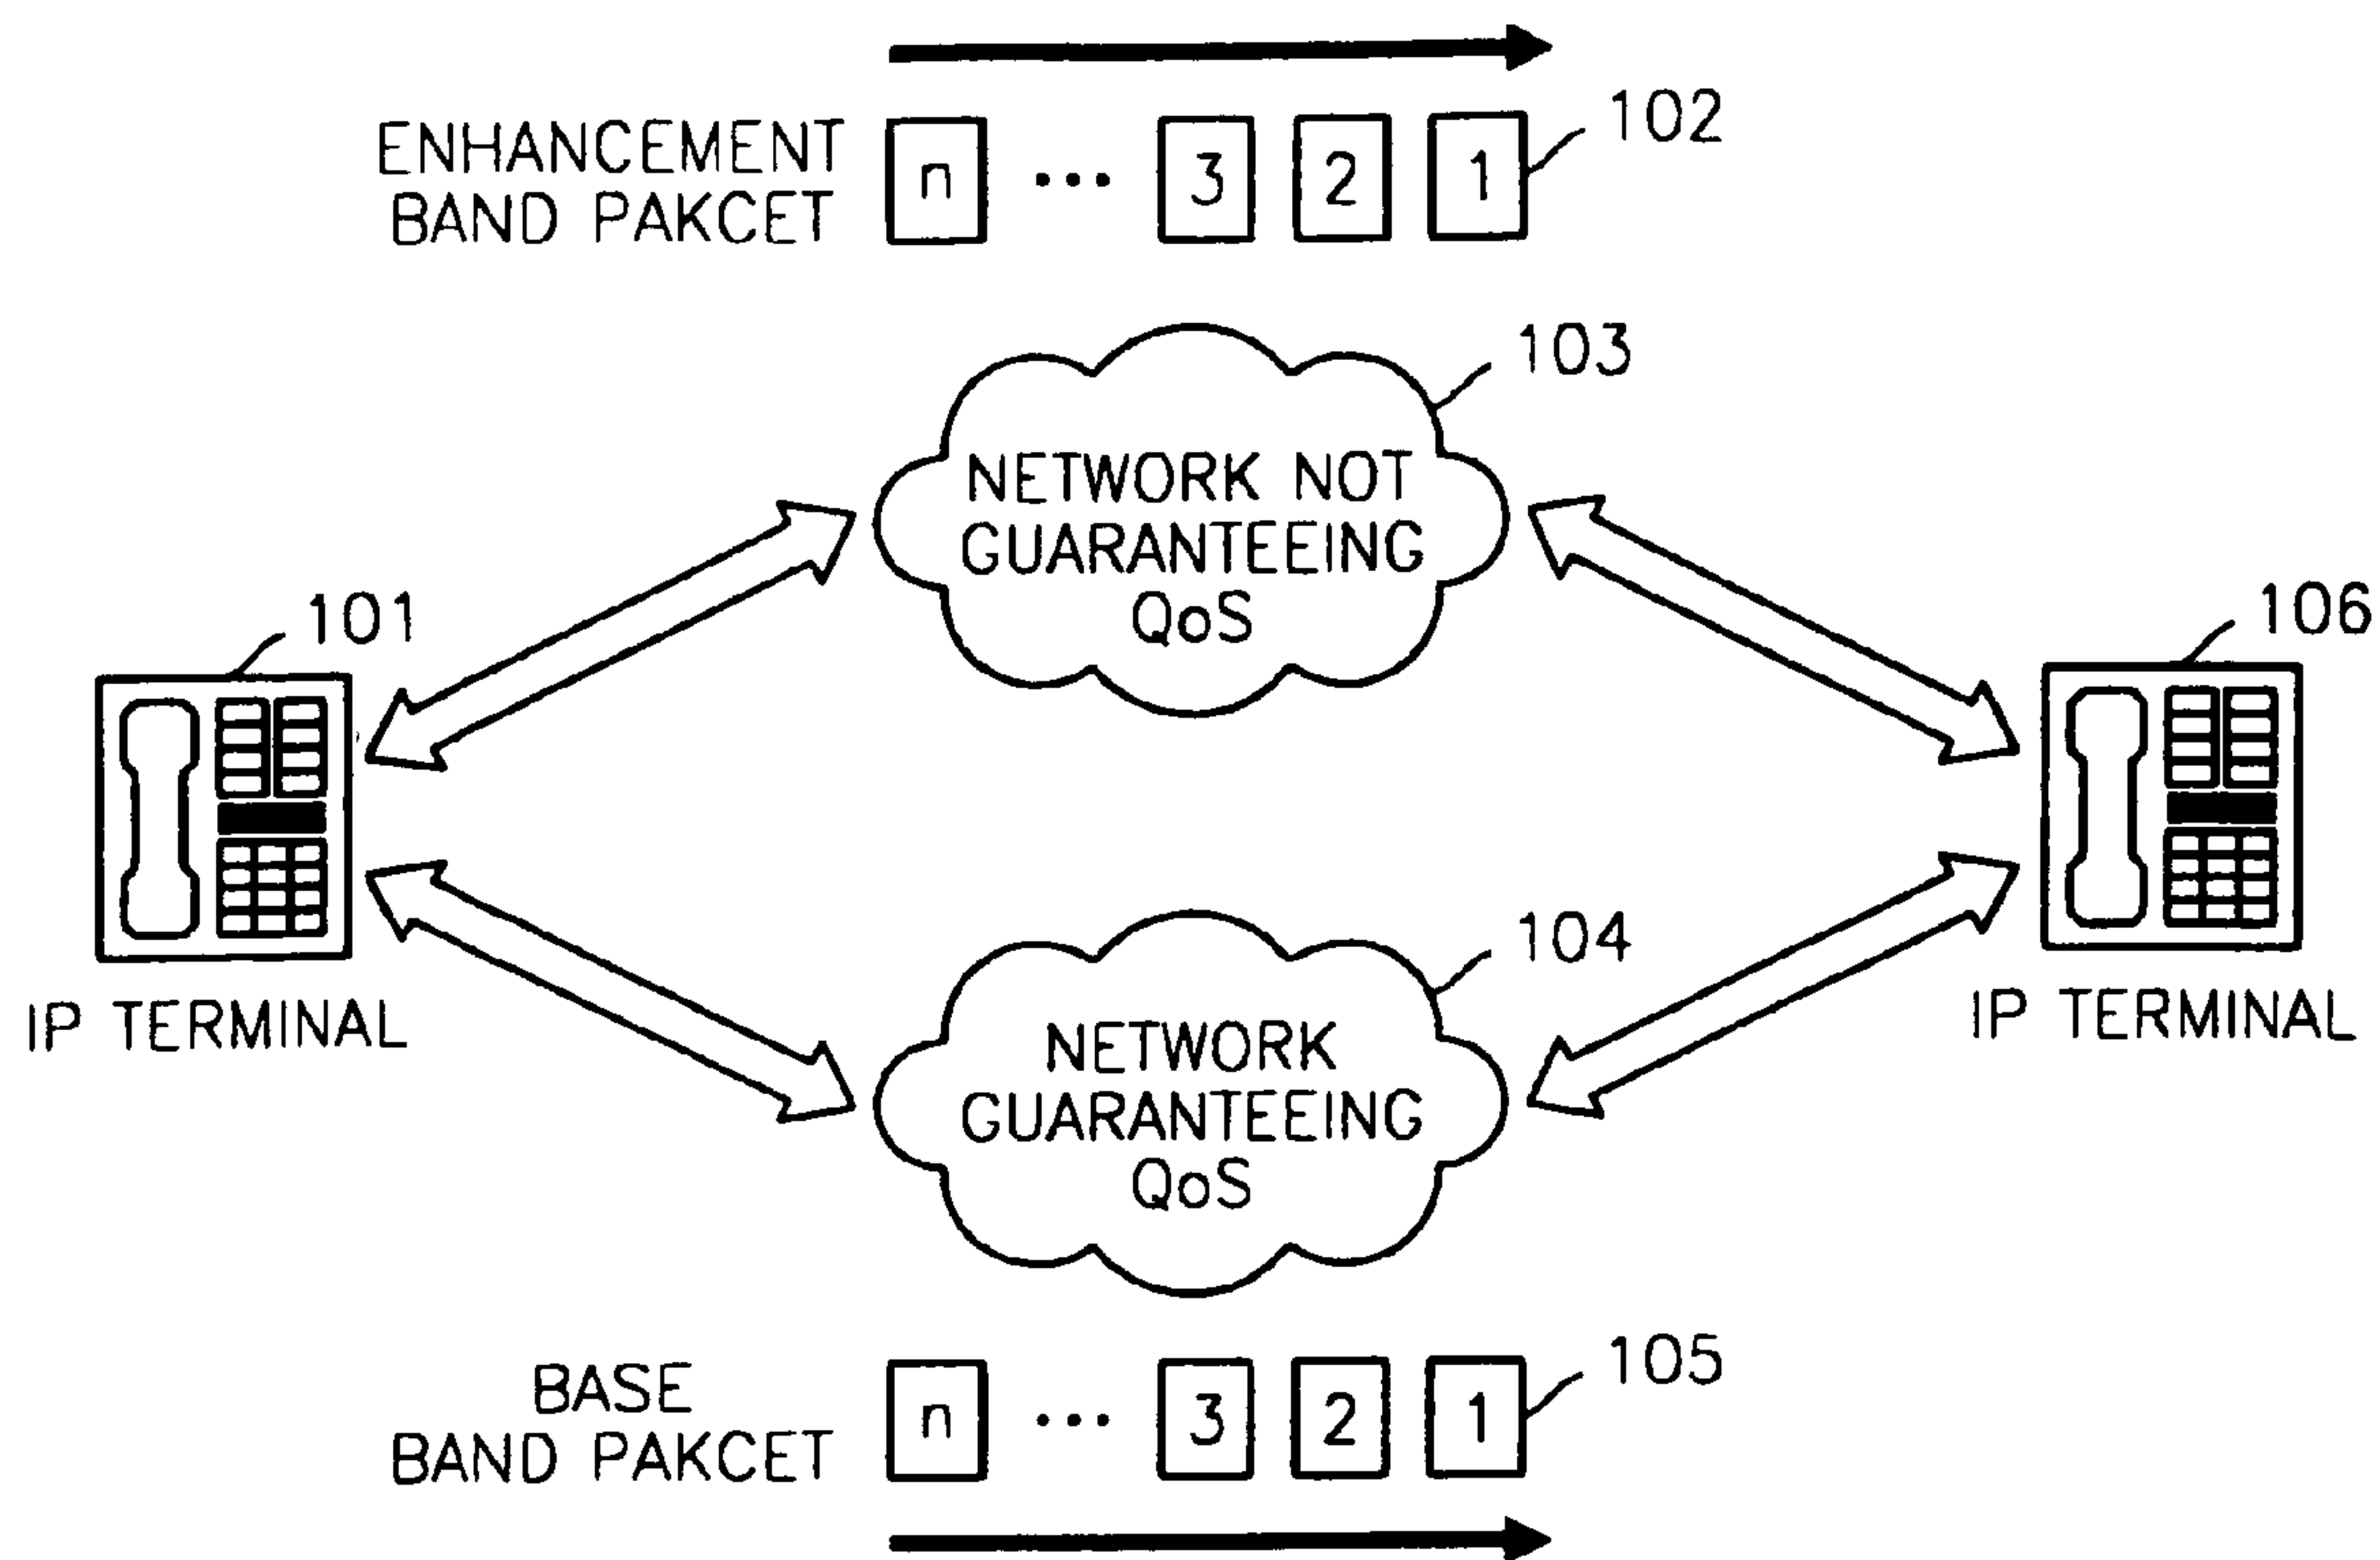 ENHANCEMENT
BAND PAKCET
n ... 3 2 1
102
103
NETWORK NOT
GUARANTEEING
QoS
101
106
IP TERMINAL
IP TERMINAL
104
NETWORK
GUARANTEEING
QoS
105
BASE
BAND PAKCET
n ... 3 2 1